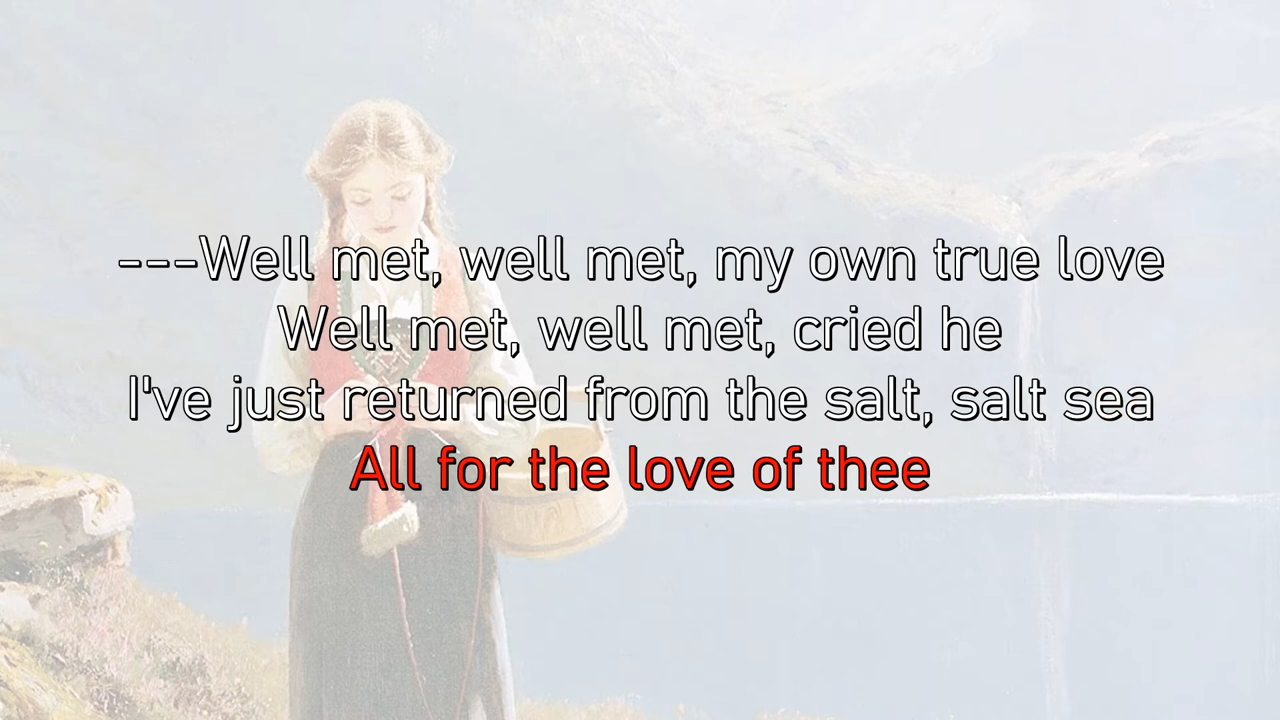 ---Well met, well met, my own true love
Well met, well met, cried he
I've just returned from the salt, salt sea
All for the love of thee